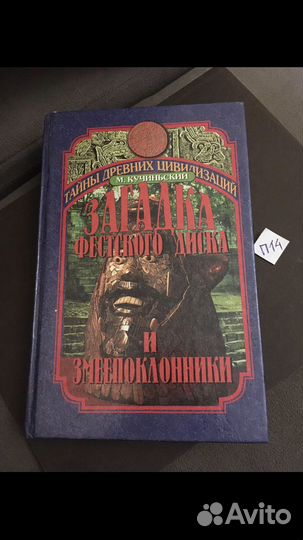 ТАЙНЫ ДРЕВНИХ ЦИВИЛИЗАЦИЙ
М. КУЧИНЬСКИЙ
ЗАГАДКА
ФЕСТСКОГО ДИСКА
П14
И
ЗМЕЕПОКЛОННИКИ
Avito